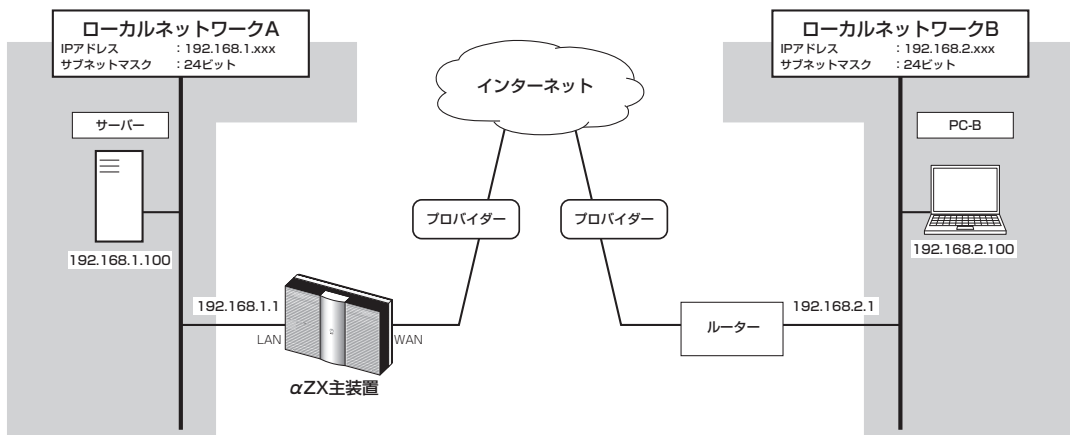 ローカルネットワークA
IPアドレス : 192.168.1.xxx
サブネットマスク : 24ビット
ローカルネットワークB
IPアドレス : 192.168.2.xxx
サブネットマスク : 24ビット
インターネット
サーバー
PC-B
プロバイダー
プロバイダー
192.168.1.100
192.168.2.100
192.168.1.1
192.168.2.1
ルーター
LAN
WAN
αZX主装置